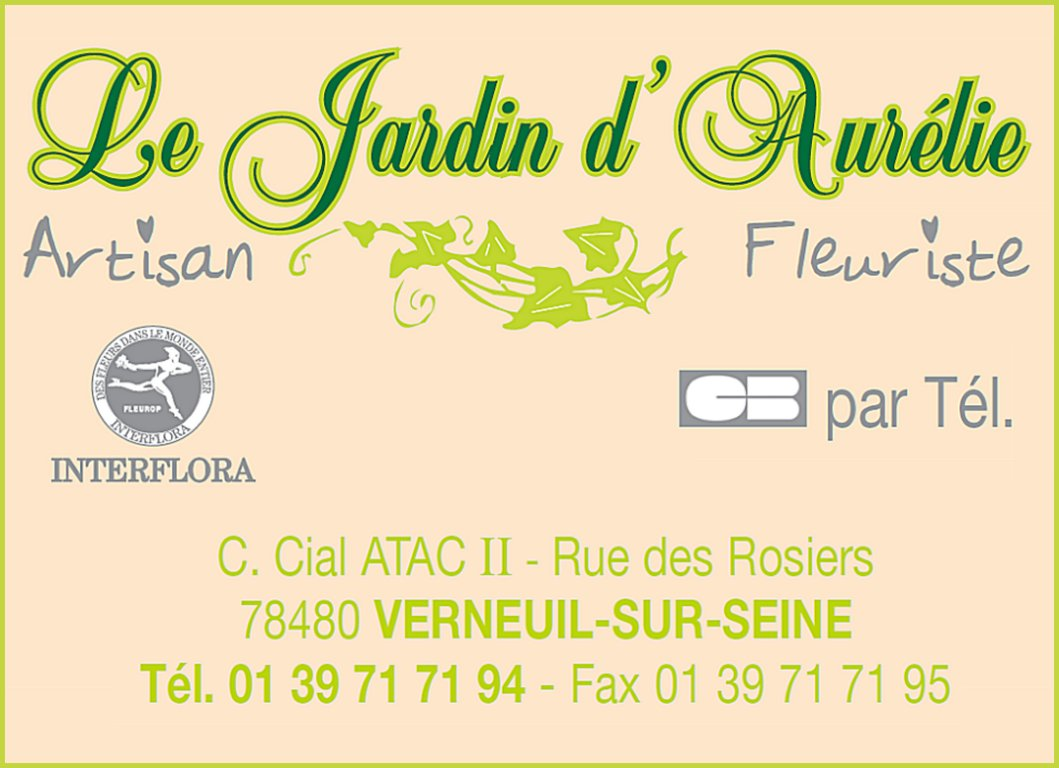 Le Jardin d'Aurélie
Artisan Fleuriste
DES FLEURS DANS LE MONDE ENTIER
FLEUROP
INTERFLORA
INTERFLORA
CB par Tél.
C. Cial ATAC II - Rue des Rosiers
78480 VERNEUIL-SUR-SEINE
Tél. 01 39 71 71 94 - Fax 01 39 71 71 95